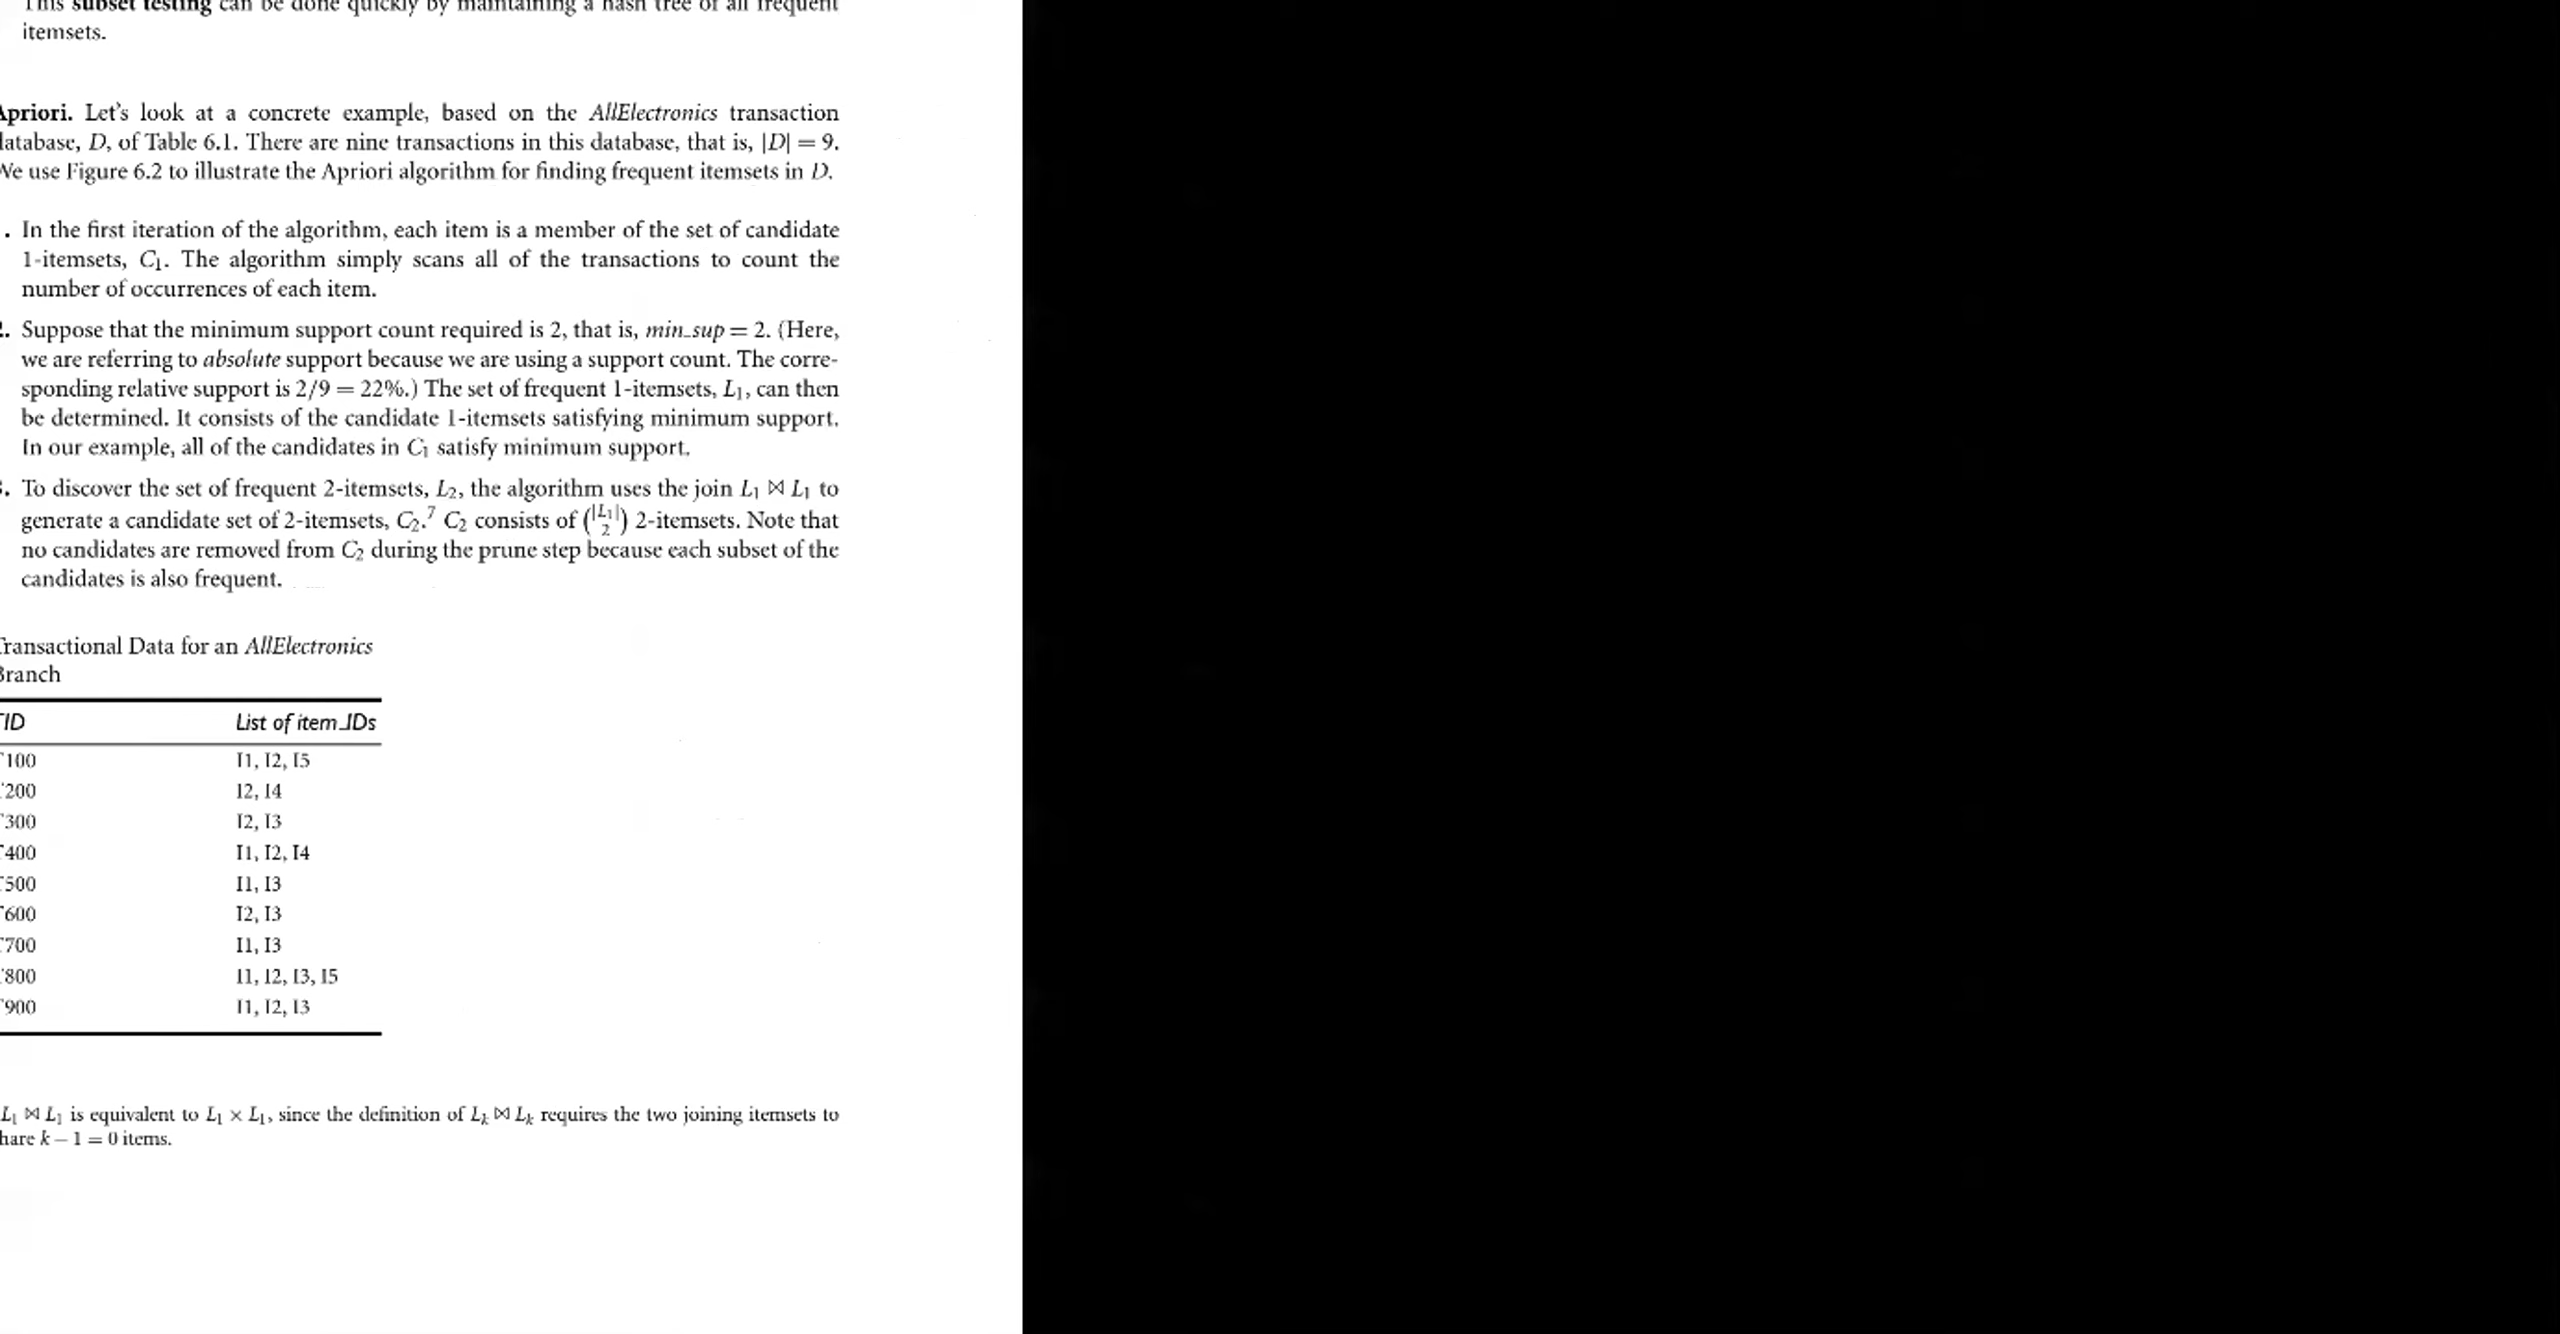 This subset testing can be done quickly by maintaining a hash tree of all frequent
itemsets.
Apriori. Let's look at a concrete example, based on the AllElectronics transaction
database, D, of Table 6.1. There are nine transactions in this database, that is, |D| = 9.
We use Figure 6.2 to illustrate the Apriori algorithm for finding frequent itemsets in D.
. In the first iteration of the algorithm, each item is a member of the set of candidate
1-itemsets, C₁. The algorithm simply scans all of the transactions to count the
number of occurrences of each item.
2. Suppose that the minimum support count required is 2, that is, min_sup = 2. (Here,
we are referring to absolute support because we are using a support count. The corre-
sponding relative support is 2/9 = 22%.) The set of frequent 1-itemsets, L₁, can then
be determined. It consists of the candidate 1-itemsets satisfying minimum support.
In our example, all of the candidates in C₁ satisfy minimum support.
3. To discover the set of frequent 2-itemsets, L₂, the algorithm uses the join L₁ ⋈ L₁ to
generate a candidate set of 2-itemsets, C₂.⁷ C₂ consists of (|L₁| 2) 2-itemsets. Note that
no candidates are removed from C₂ during the prune step because each subset of the
candidates is also frequent.
Transactional Data for an AllElectronics
Branch
TID List of item_IDs
T100 I1, I2, I5
T200 I2, I4
T300 I2, I3
T400 I1, I2, I4
T500 I1, I3
T600 I2, I3
T700 I1, I3
T800 I1, I2, I3, I5
T900 I1, I2, I3
L₁ ⋈ L₁ is equivalent to L₁ × L₁, since the definition of Lₖ ⋈ Lₖ requires the two joining itemsets to
share k − 1 = 0 items.